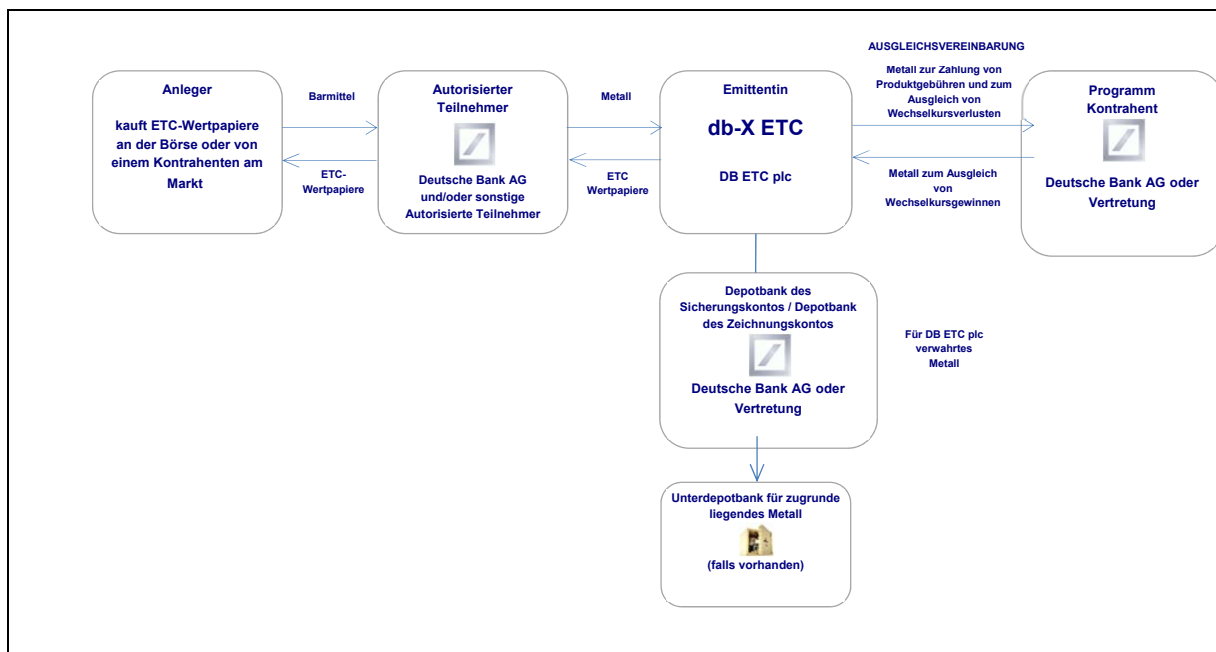 Anleger
kauft ETC-Wertpapiere
an der Börse oder von
einem Kontrahenten am
Markt
Barmittel
ETC-
Wertpapiere
Autorisierter
Teilnehmer
Deutsche Bank AG
und/oder sonstige
Autorisierte Teilnehmer
Metall
ETC
Wertpapiere
Emittentin
db-X ETC
DB ETC plc
AUSGLEICHSVEREINBARUNG
Metall zur Zahlung von
Produktgebühren und zum
Ausgleich von
Wechselkursverlusten
Metall zum Ausgleich
von
Wechselkursgewinnen
Programm
Kontrahent
Deutsche Bank AG oder
Vertretung
Depotbank des
Sicherungskontos / Depotbank
des Zeichnungskontos
Deutsche Bank AG oder
Vertretung
Für DB ETC plc
verwahrtes
Metall
Unterdepotbank für zugrunde
liegendes Metall
(falls vorhanden)